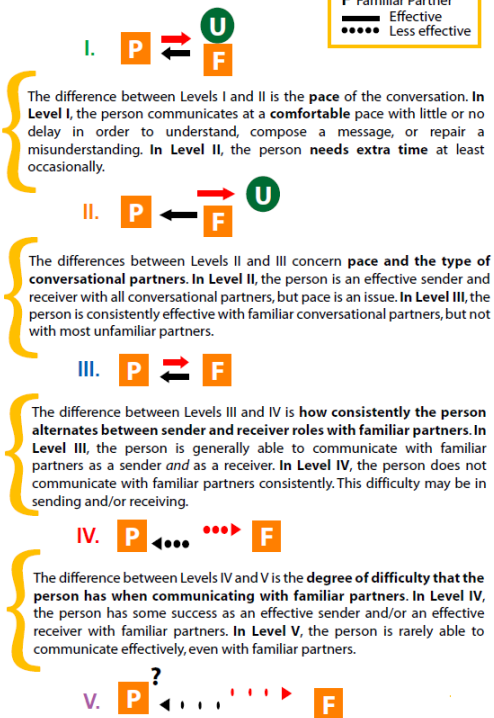 F Familiar Partner
Effective
Less effective
U
I. P F
The difference between Levels I and II is the pace of the conversation. In
Level I, the person communicates at a comfortable pace with little or no
delay in order to understand, compose a message, or repair a
misunderstanding. In Level II, the person needs extra time at least
occasionally.
U
II. P F
The differences between Levels II and III concern pace and the type of
conversational partners. In Level II, the person is an effective sender and
receiver with all conversational partners, but pace is an issue. In Level III, the
person is consistently effective with familiar conversational partners, but not
with most unfamiliar partners.
III. P F
The difference between Levels III and IV is how consistently the person
alternates between sender and receiver roles with familiar partners. In
Level III, the person is generally able to communicate with familiar
partners as a sender and as a receiver. In Level IV, the person does not
communicate with familiar partners consistently. This difficulty may be in
sending and/or receiving.
IV. P F
The difference between Levels IV and V is the degree of difficulty that the
person has when communicating with familiar partners. In Level IV,
the person has some success as an effective sender and/or an effective
receiver with familiar partners. In Level V, the person is rarely able to
communicate effectively, even with familiar partners.
?
V. P F